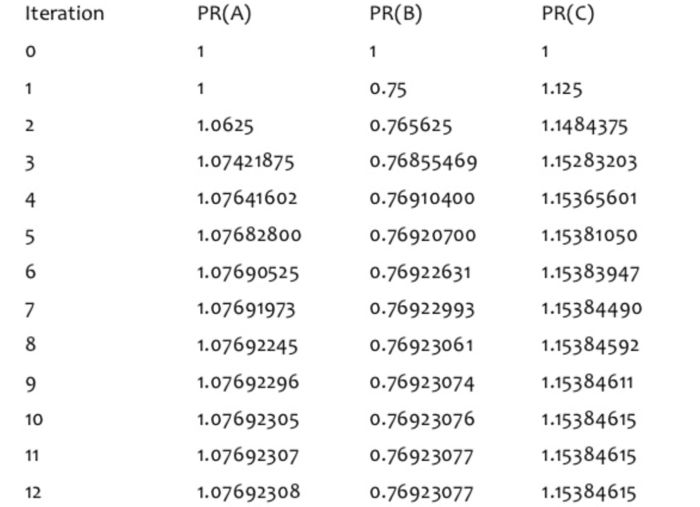 Iteration PR(A) PR(B) PR(C)
0 1 1 1
1 1 0.75 1.125
2 1.0625 0.765625 1.1484375
3 1.07421875 0.76855469 1.15283203
4 1.07641602 0.76910400 1.15365601
5 1.07682800 0.76920700 1.15381050
6 1.07690525 0.76922631 1.15383947
7 1.07691973 0.76922993 1.15384490
8 1.07692245 0.76923061 1.15384592
9 1.07692296 0.76923074 1.15384611
10 1.07692305 0.76923076 1.15384615
11 1.07692307 0.76923077 1.15384615
12 1.07692308 0.76923077 1.15384615